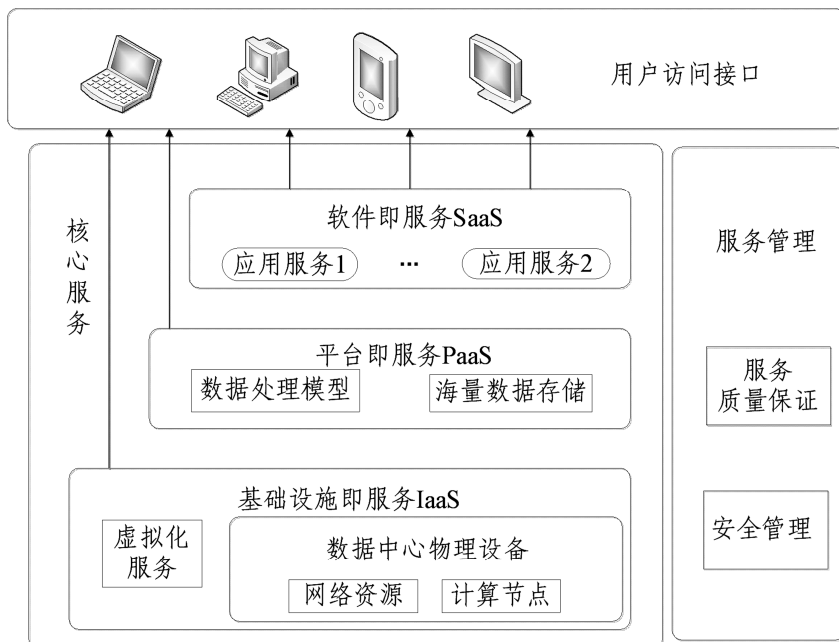 用户访问接口
核心服务
软件即服务SaaS
应用服务1 … 应用服务2
平台即服务PaaS
数据处理模型
海量数据存储
基础设施即服务IaaS
虚拟化
服务
数据中心物理设备
网络资源
计算节点
服务管理
服务
质量保证
安全管理